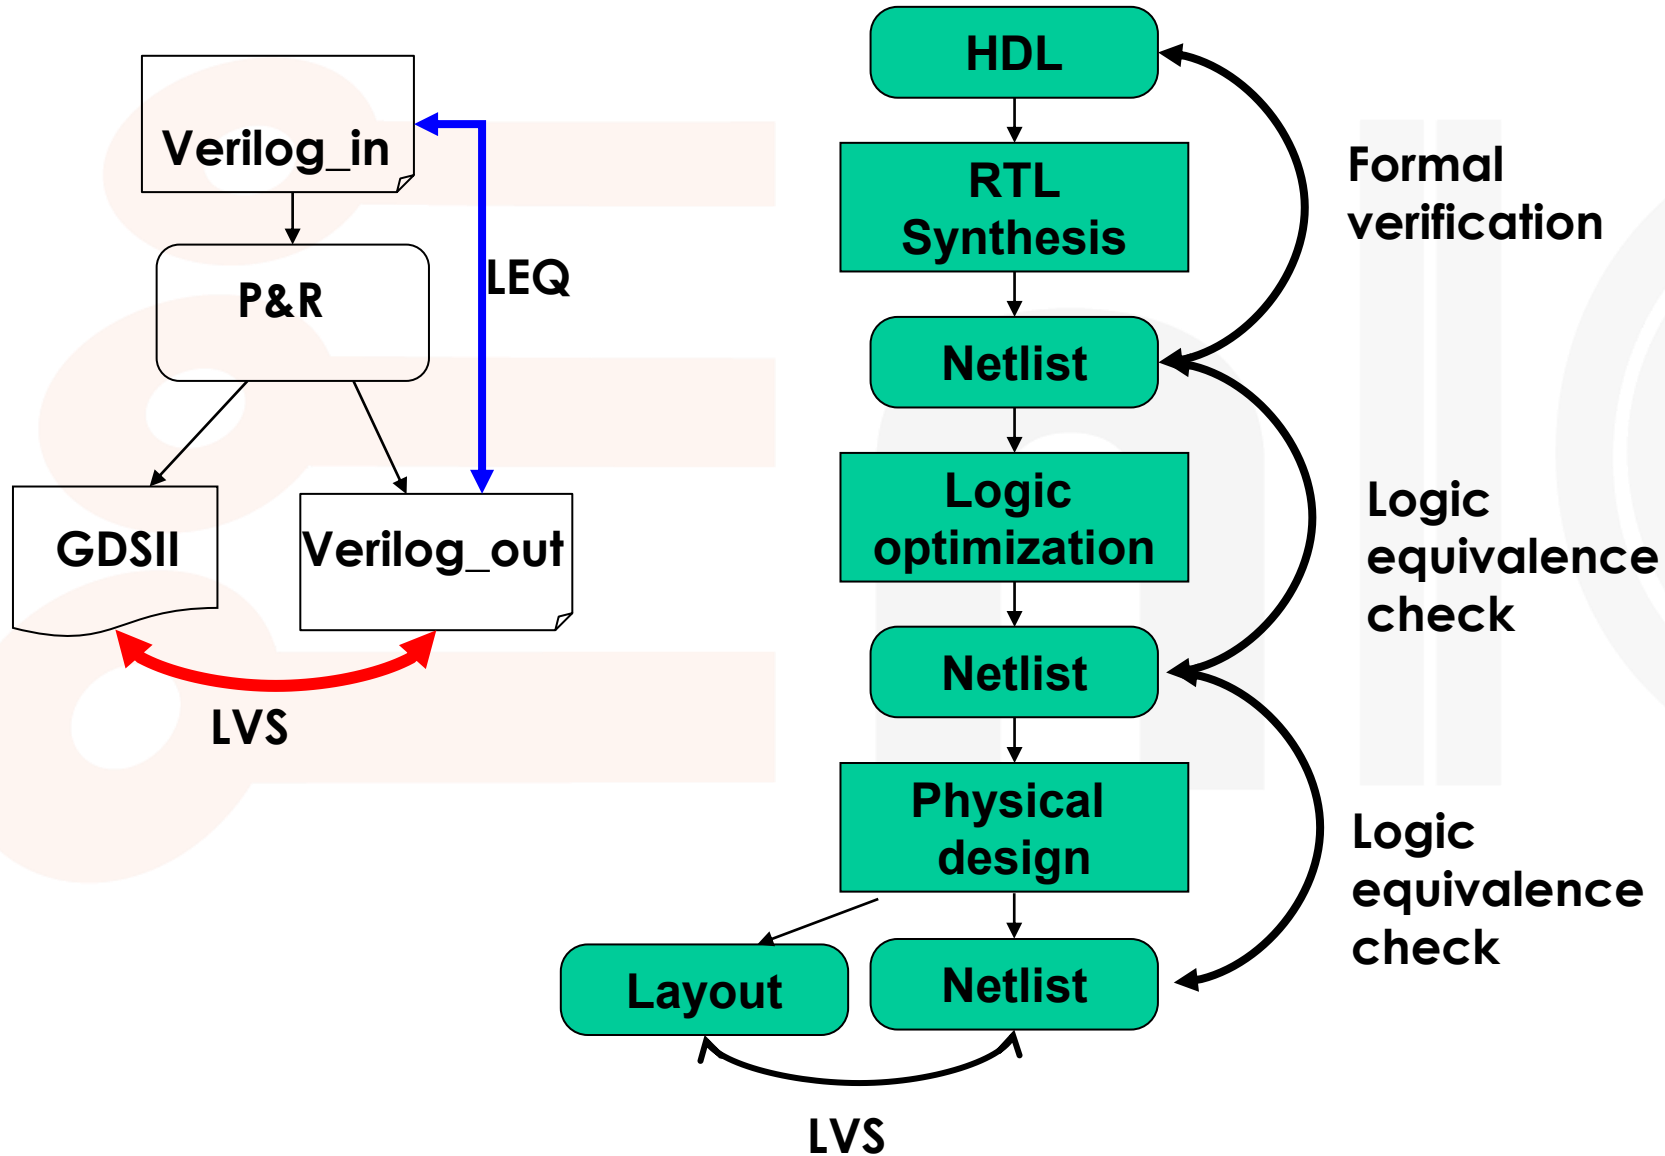 Verilog_in
P&R
LEQ
GDSII
Verilog_out
LVS
HDL
RTL
Synthesis
Netlist
Logic
optimization
Netlist
Physical
design
Layout
Netlist
LVS
Formal
verification
Logic
equivalence
check
Logic
equivalence
check